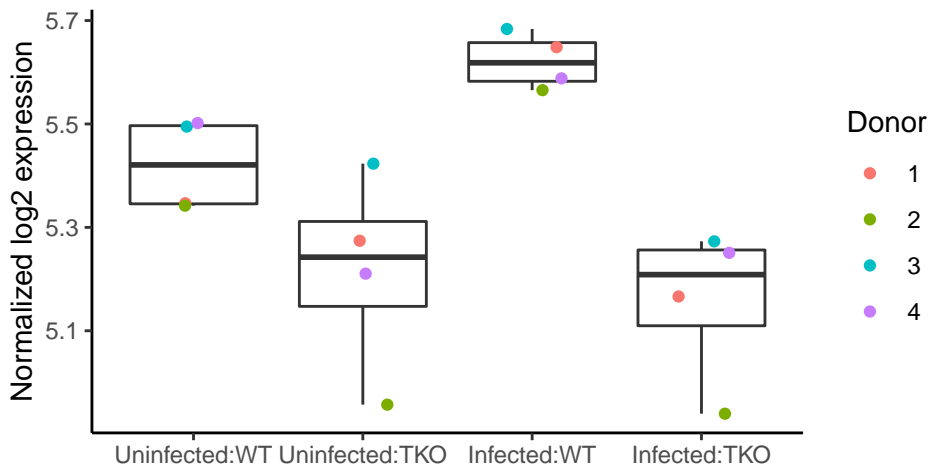 Normalized log2 expression
5.7
5.5
5.3
5.1
Uninfected:WT
Uninfected:TKO
Infected:WT
Infected:TKO
Donor
1
2
3
4